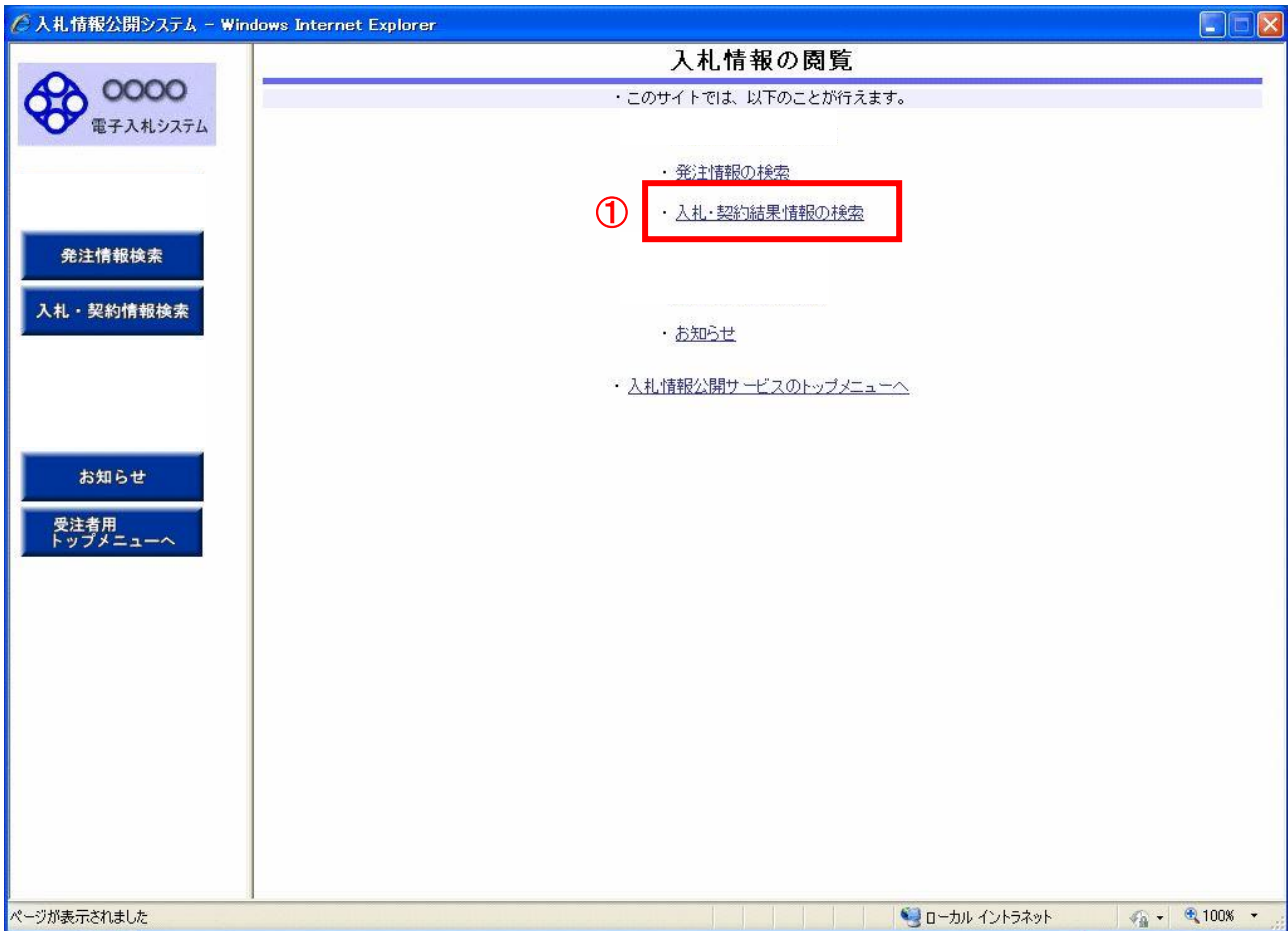 入札情報公開システム - Windows Internet Explorer
〇〇〇〇
電子入札システム
発注情報検索
入札・契約情報検索
お知らせ
受注者用
トップメニューへ
入札情報の閲覧
・このサイトでは、以下のことが行えます。
・発注情報の検索
①
・入札・契約結果情報の検索
・お知らせ
・入札情報公開サービスのトップメニューへ
ページが表示されました
ローカル イントラネット
100%